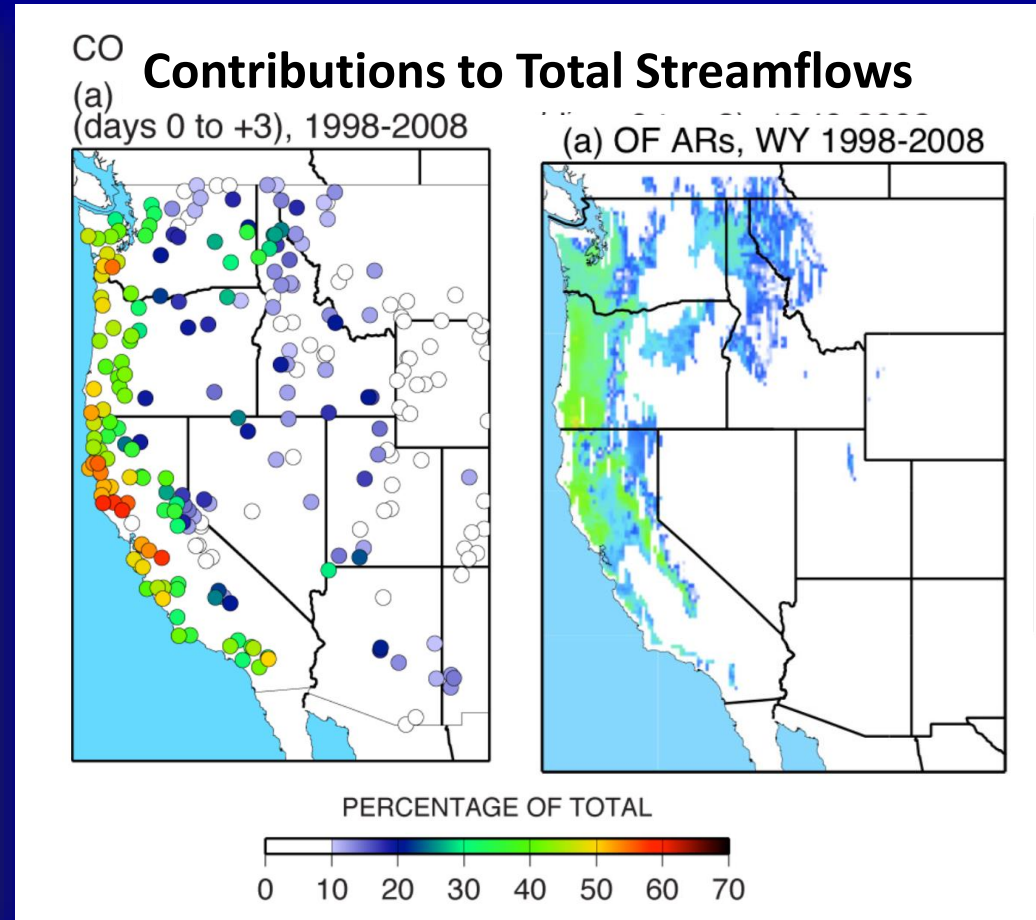 CO
Contributions to Total Streamflows
(a)
(days 0 to +3), 1998-2008
(a) OF ARs, WY 1998-2008
PERCENTAGE OF TOTAL
0 10 20 30 40 50 60 70